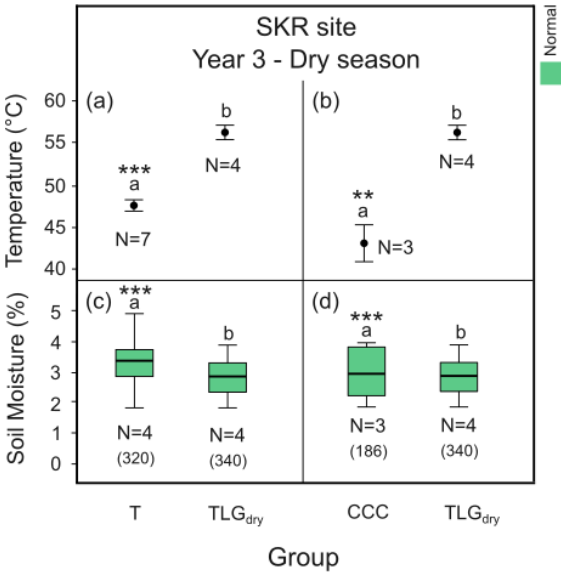 SKR site
Year 3 - Dry season
Normal
Temperature (°C)
60
55
50
45
40
(a)
***
a
N=7
b
N=4
(b)
**
a
N=3
b
N=4
Soil Moisture (%)
5
4
3
2
1
0
(c)
***
a
N=4
(320)
b
N=4
(340)
(d)
***
a
N=3
(186)
b
N=4
(340)
T
TLGdry
CCC
TLGdry
Group